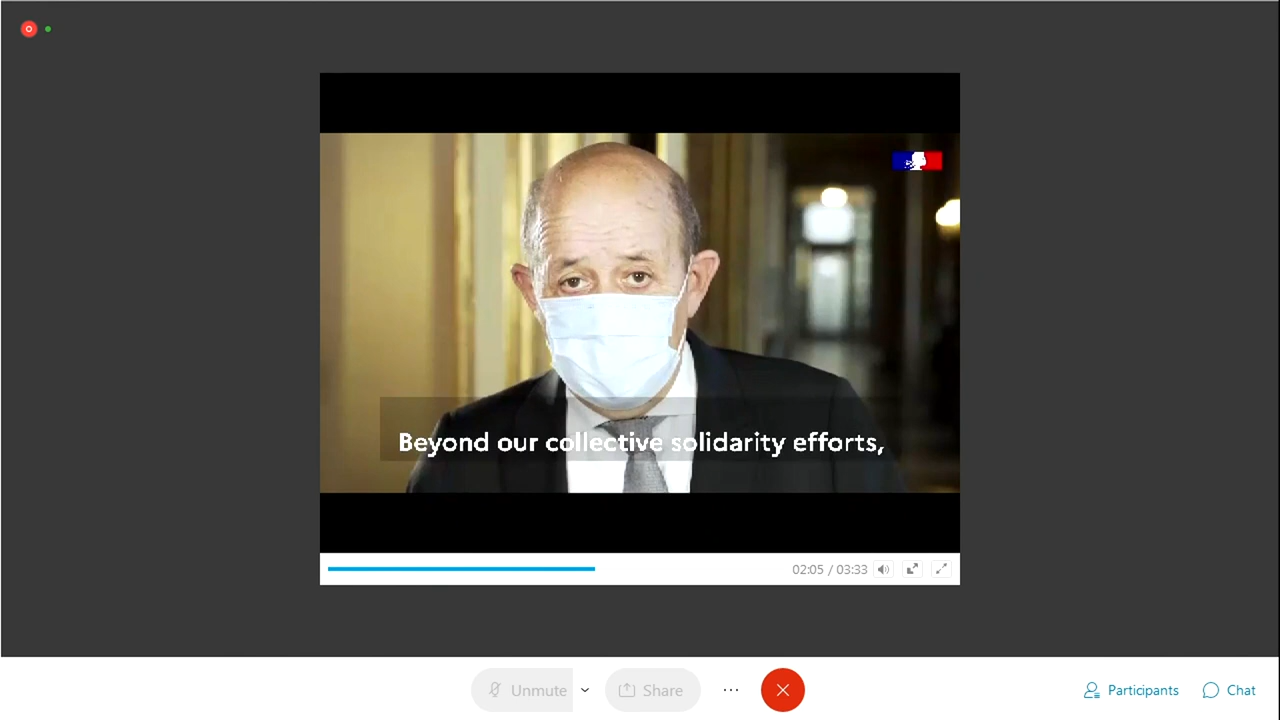 Beyond our collective solidarity efforts,
02:05 / 03:33
Unmute
Share
Participants
Chat